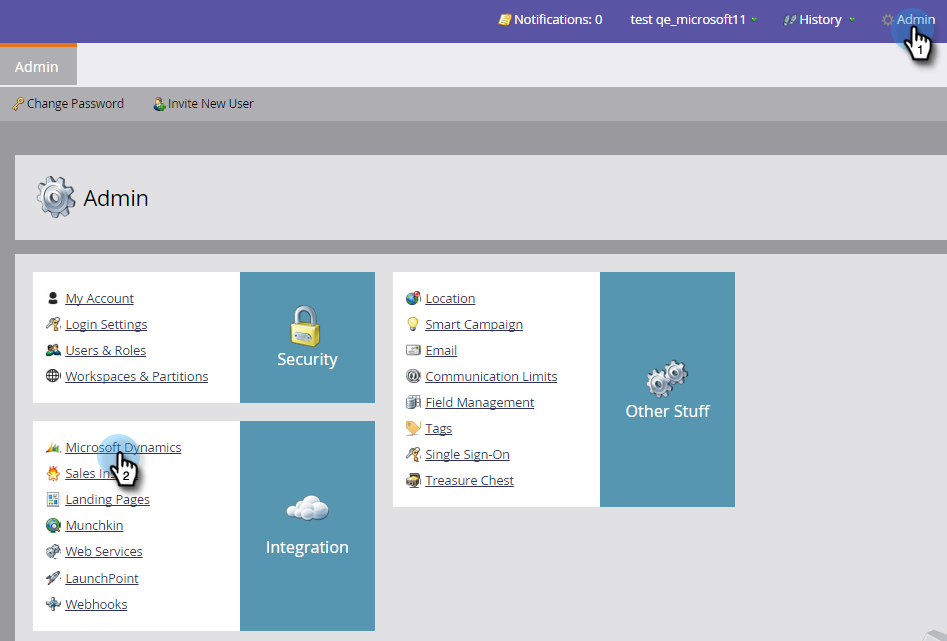 Notifications: 0 test qe_microsoft11 History Admin
1
Admin
Change Password Invite New User
Admin
My Account
Login Settings
Users & Roles
Workspaces & Partitions
Security
Location
Smart Campaign
Email
Communication Limits
Field Management
Tags
Single Sign-On
Treasure Chest
Other Stuff
Microsoft Dynamics
2
Sales In
Landing Pages
Munchkin
Web Services
LaunchPoint
Webhooks
Integration